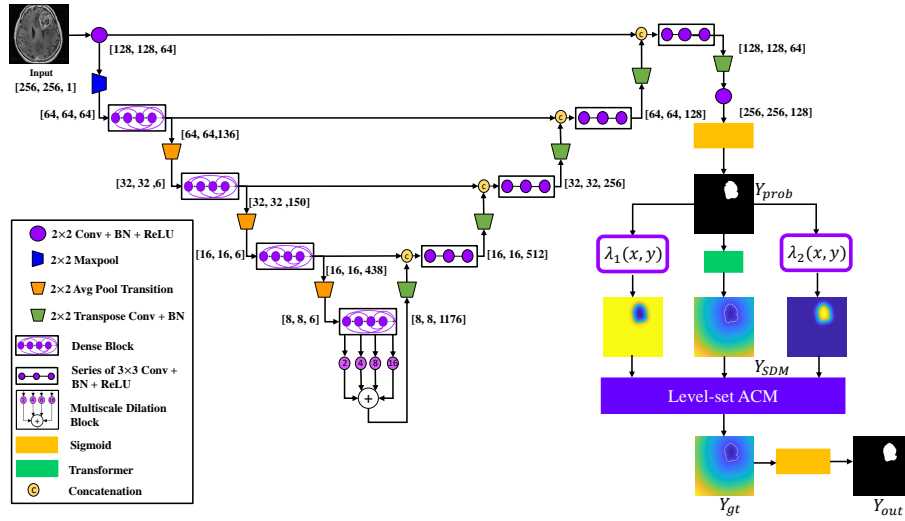 Input
[256, 256, 1]
[128, 128, 64]
[64, 64, 64]
[64, 64,136]
[32, 32 ,6]
[32, 32 ,150]
[16, 16, 6]
[16, 16, 438]
[8, 8, 6]
2 4 8 16
+
[8, 8, 1176]
C
[16, 16, 512]
C
[32, 32, 256]
C
[64, 64, 128]
C
[128, 128, 64]
[256, 256, 128]
Y_prob
λ₁(x, y)
λ₂(x, y)
Y_SDM
Level-set ACM
Y_gt
Y_out
2×2 Conv + BN + ReLU
2×2 Maxpool
2×2 Avg Pool Transition
2×2 Transpose Conv + BN
Dense Block
Series of 3×3 Conv +
BN + ReLU
Multiscale Dilation
Block
Sigmoid
Transformer
C Concatenation